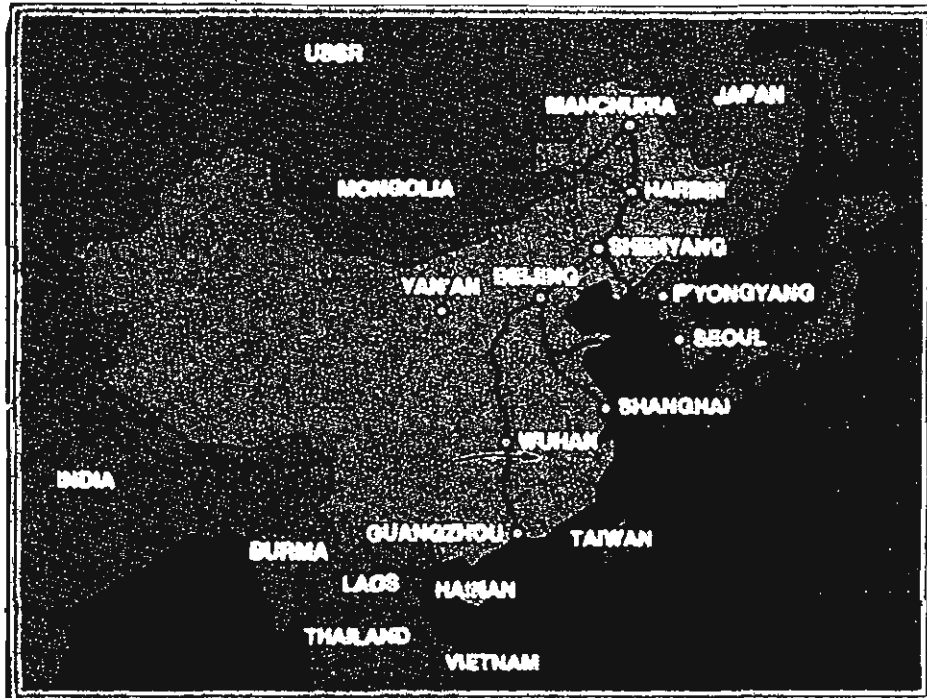 USSR
JAPAN
MANCHURIA
MONGOLIA
HARBIN
SHENYANG
BEIJING
YAN'AN
P'YONGYANG
SEOUL
SHANGHAI
WUHAN
INDIA
GUANGZHOU
TAIWAN
BURMA
LAOS
HAINAN
THAILAND
VIETNAM